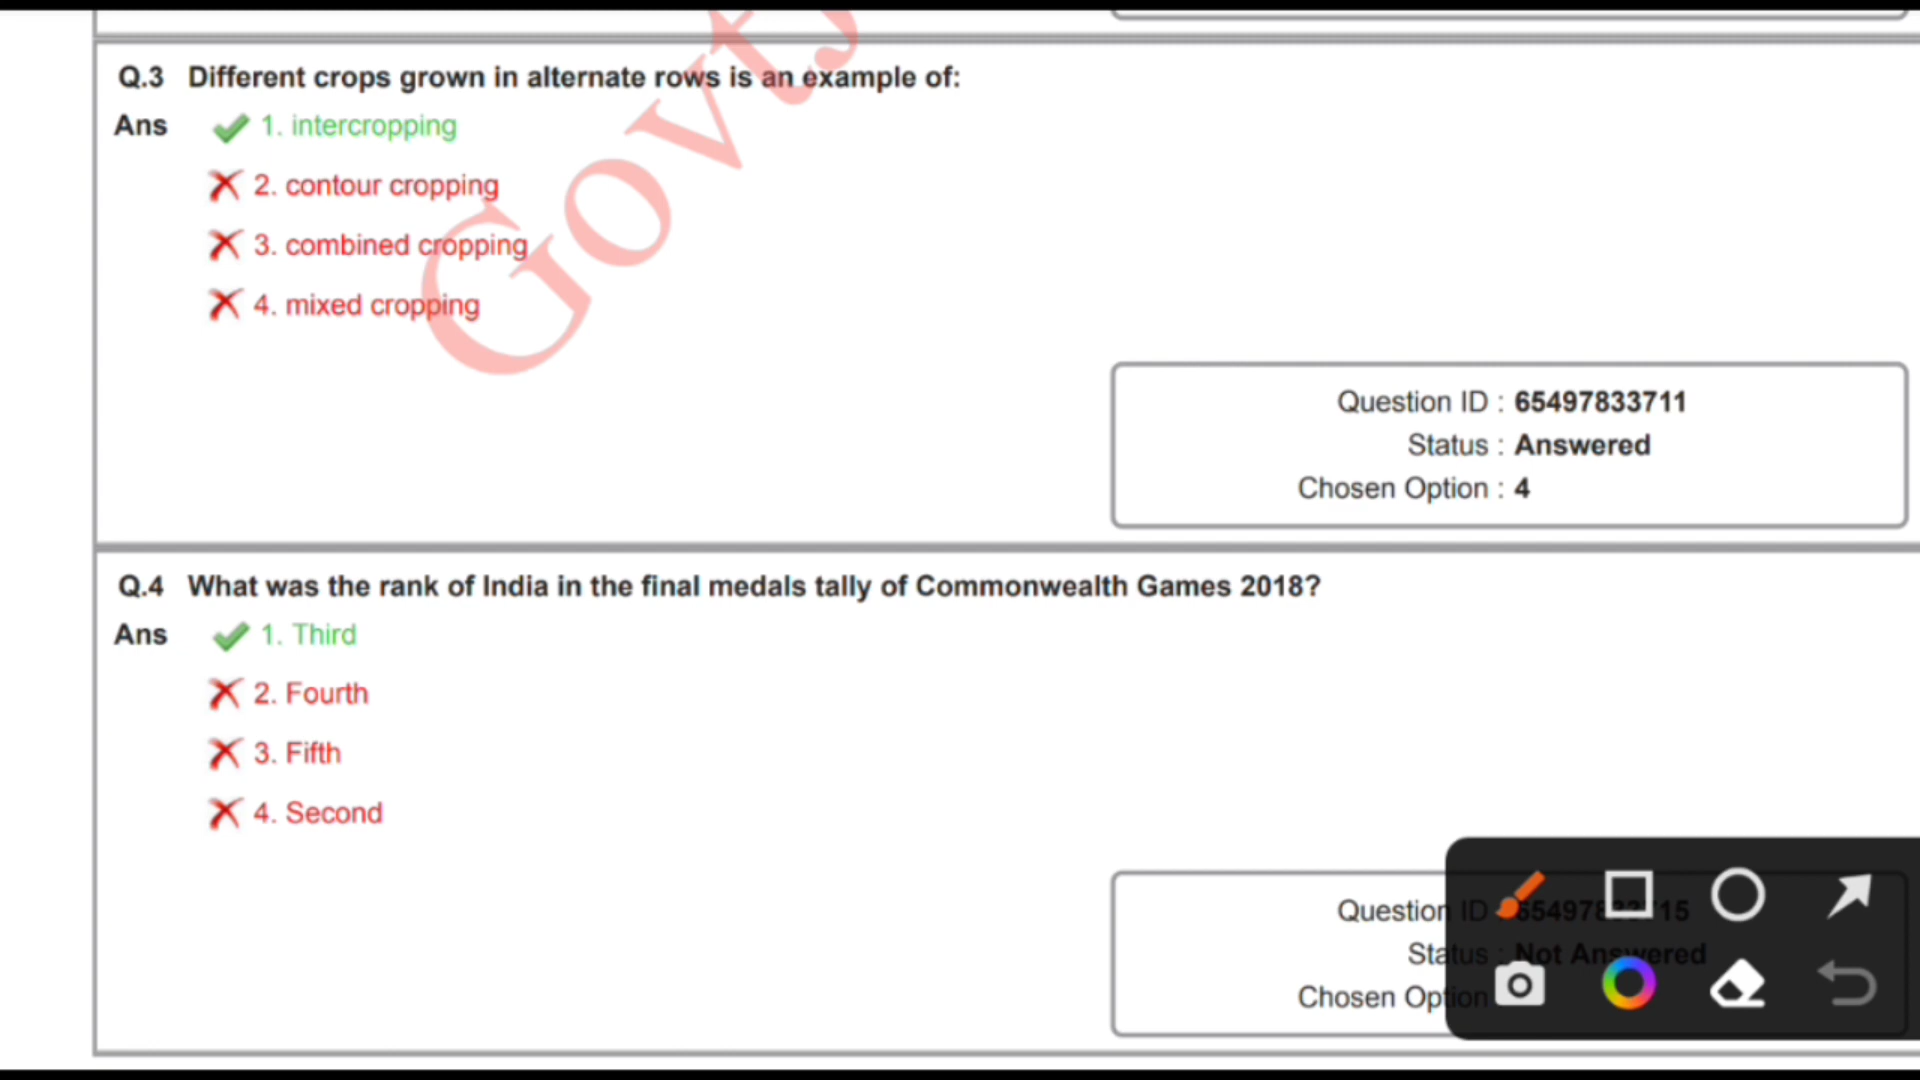 Govt
Q.3 Different crops grown in alternate rows is an example of:
Ans 1. intercropping
2. contour cropping
3. combined cropping
4. mixed cropping
Question ID : 65497833711
Status : Answered
Chosen Option : 4
Q.4 What was the rank of India in the final medals tally of Commonwealth Games 2018?
Ans 1. Third
2. Fourth
3. Fifth
4. Second
Question ID
Status : Not Answered
Chosen Option